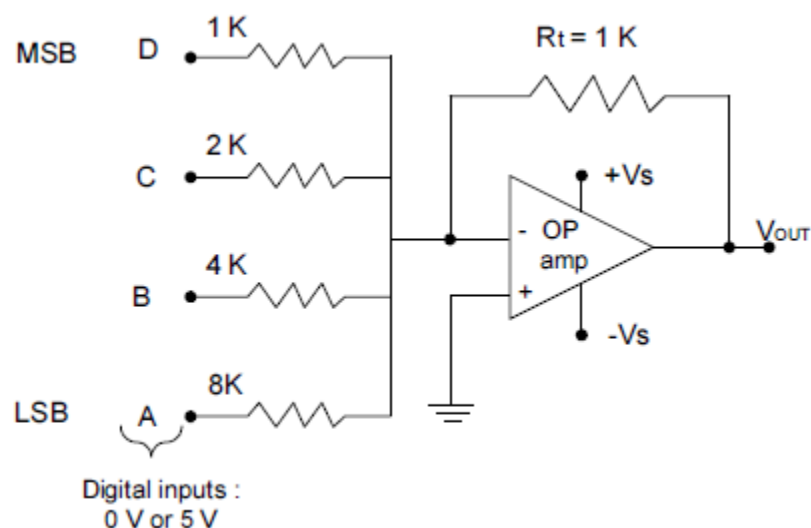 1 K
MSB D
Rt = 1 K
2 K
C
+Vs
- OP
amp
+
VOUT
4 K
B
-Vs
8K
LSB A
Digital inputs :
0 V or 5 V